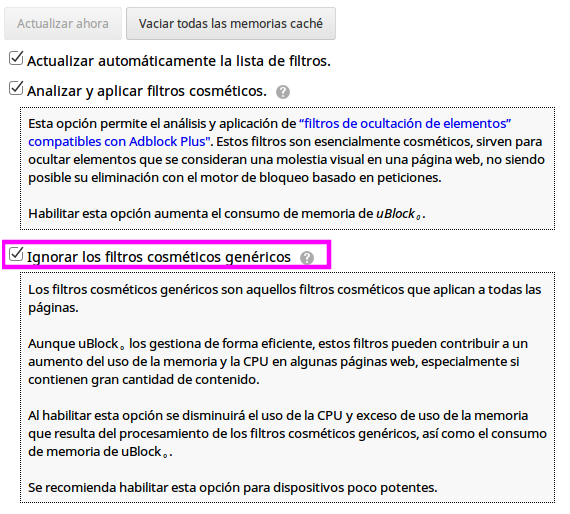 Actualizar ahora
Vaciar todas las memorias caché
Actualizar automáticamente la lista de filtros.
Analizar y aplicar filtros cosméticos. ?
Esta opción permite el análisis y aplicación de “filtros de ocultación de elementos”
compatibles con Adblock Plus". Estos filtros son esencialmente cosméticos, sirven para
ocultar elementos que se consideran una molestia visual en una página web, no siendo
posible su eliminación con el motor de bloqueo basado en peticiones.
Habilitar esta opción aumenta el consumo de memoria de uBlock₀.
Ignorar los filtros cosméticos genéricos ?
Los filtros cosméticos genéricos son aquellos filtros cosméticos que aplican a todas las
páginas.
Aunque uBlock₀ los gestiona de forma eficiente, estos filtros pueden contribuir a un
aumento del uso de la memoria y la CPU en algunas páginas web, especialmente si
contienen gran cantidad de contenido.
Al habilitar esta opción se disminuirá el uso de la CPU y exceso de uso de la memoria
que resulta del procesamiento de los filtros cosméticos genéricos, así como el consumo
de memoria de uBlock₀.
Se recomienda habilitar esta opción para dispositivos poco potentes.